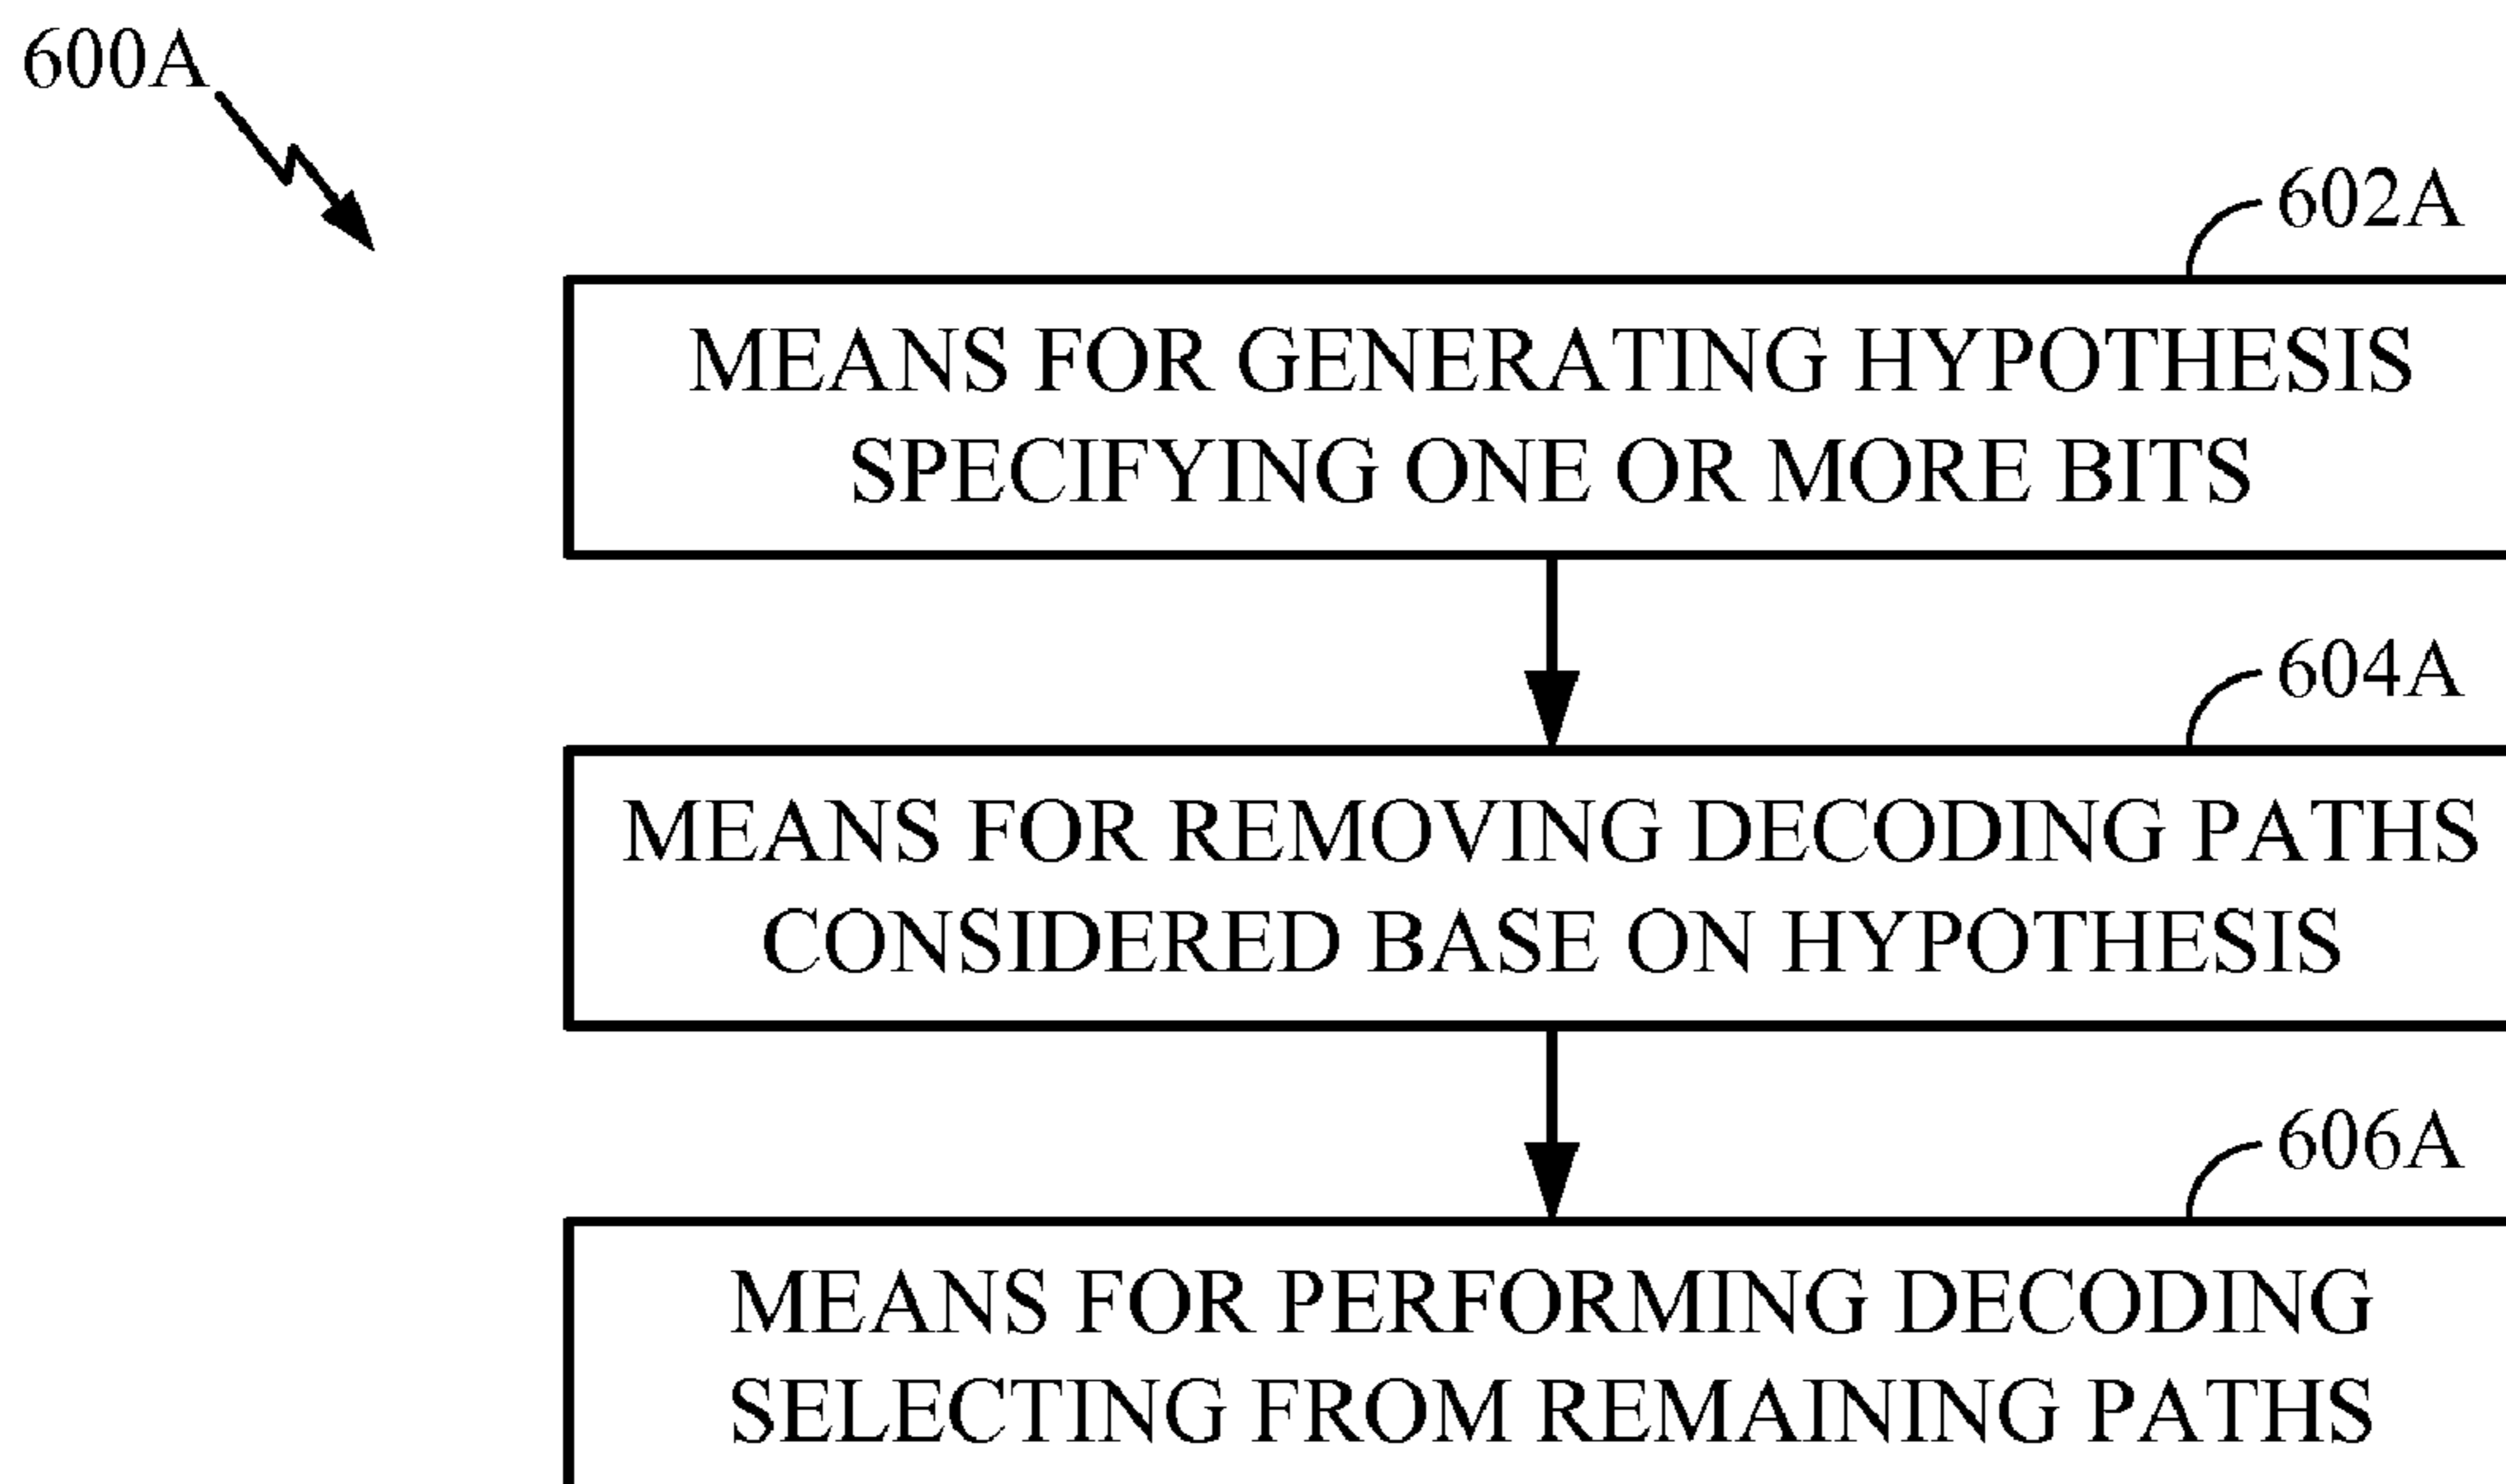 600A
602A
MEANS FOR GENERATING HYPOTHESIS
SPECIFYING ONE OR MORE BITS
604A
MEANS FOR REMOVING DECODING PATHS
CONSIDERED BASE ON HYPOTHESIS
606A
MEANS FOR PERFORMING DECODING
SELECTING FROM REMAINING PATHS